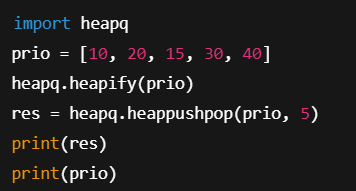 import heapq
prio = [10, 20, 15, 30, 40]
heapq.heapify(prio)
res = heapq.heappushpop(prio, 5)
print(res)
print(prio)